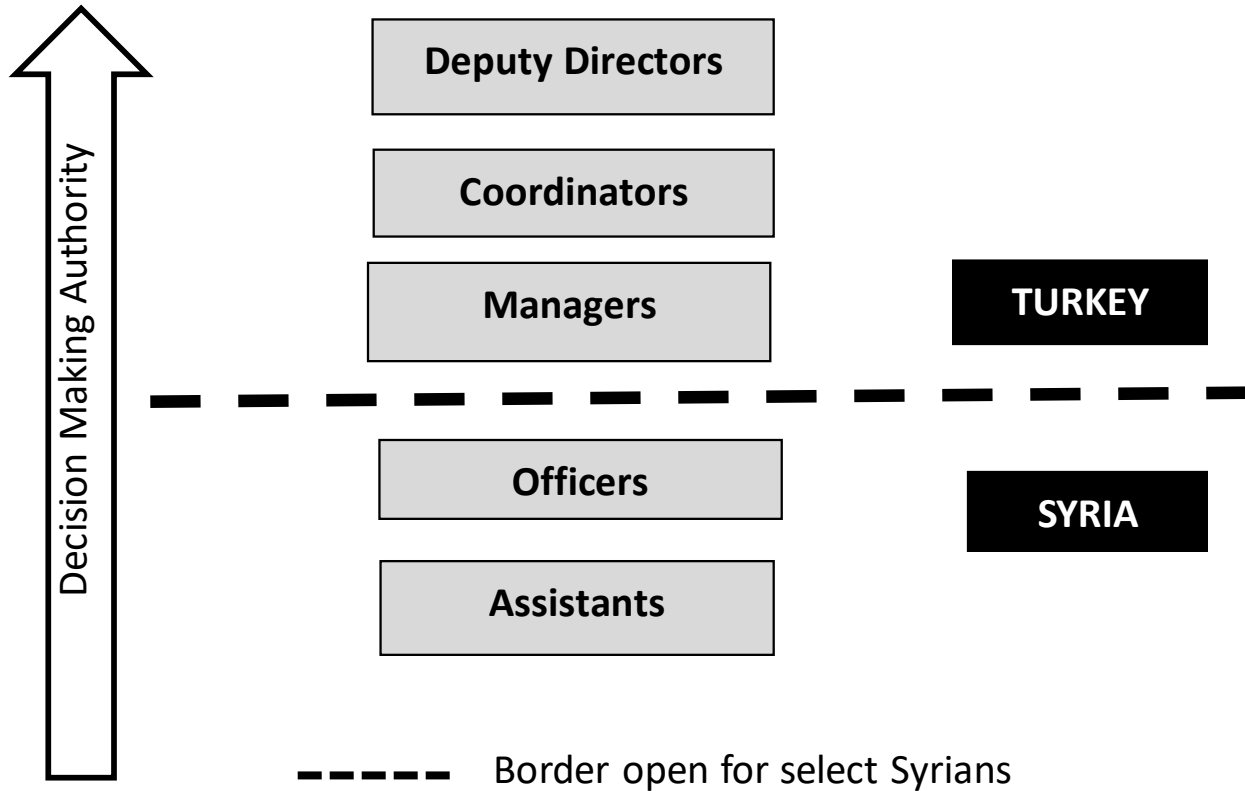 Decision Making Authority
Deputy Directors
Coordinators
Managers
TURKEY
Officers
SYRIA
Assistants
Border open for select Syrians